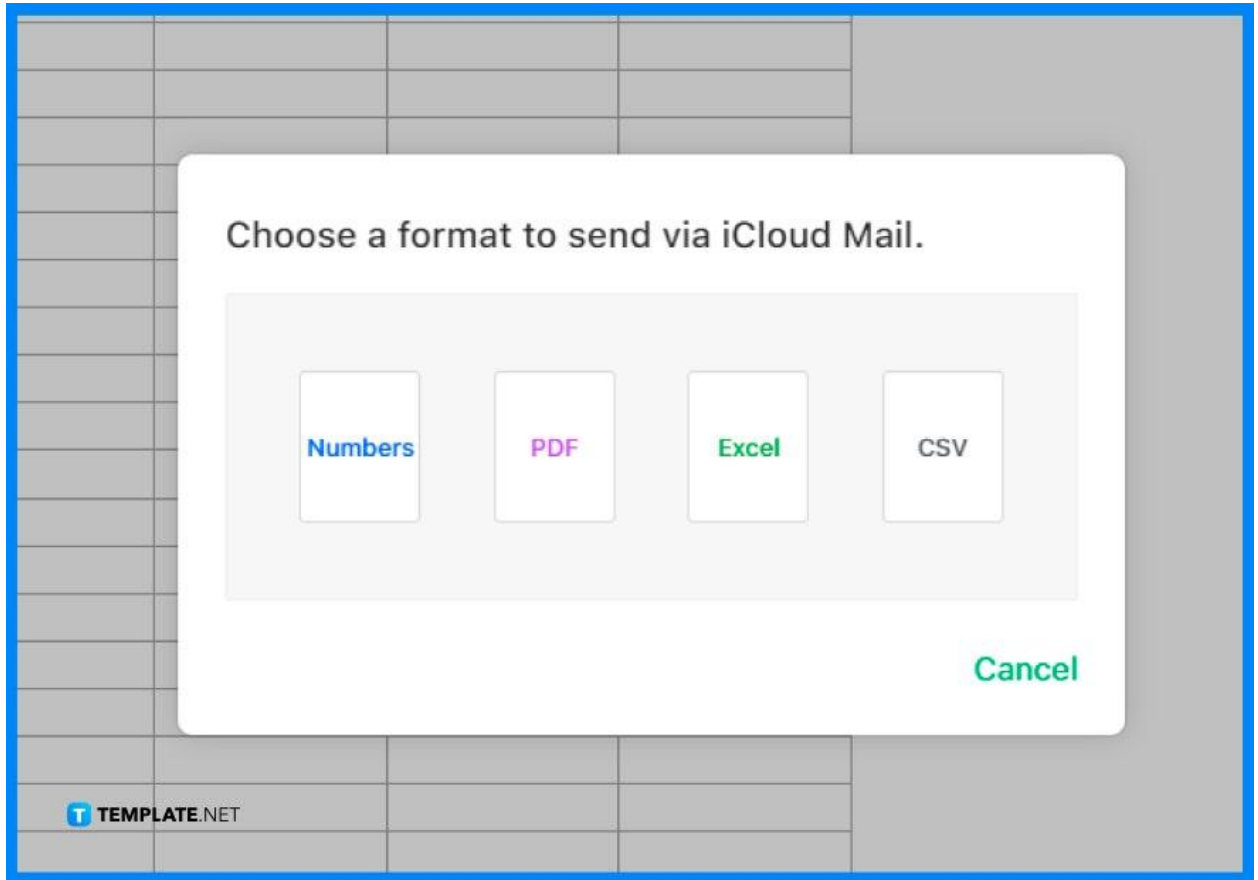 Choose a format to send via iCloud Mail.
Numbers PDF Excel CSV
Cancel
T TEMPLATE.NET